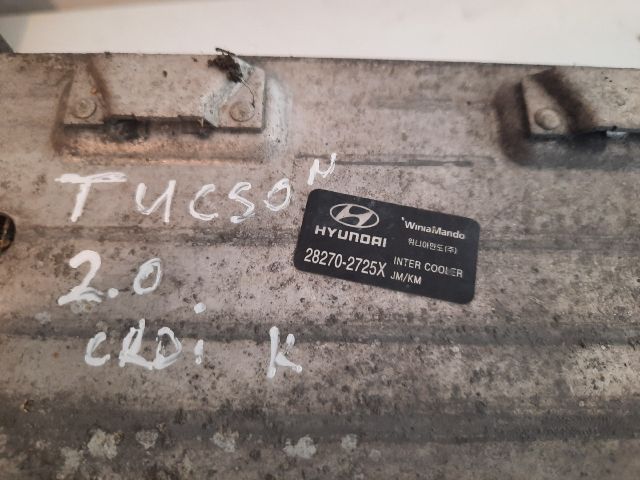 TUCSON
2.0
CRDi K
HYUNDAI
WiniaMando
위니아만도(주)
28270-2725X INTER COOLER
JM/KM